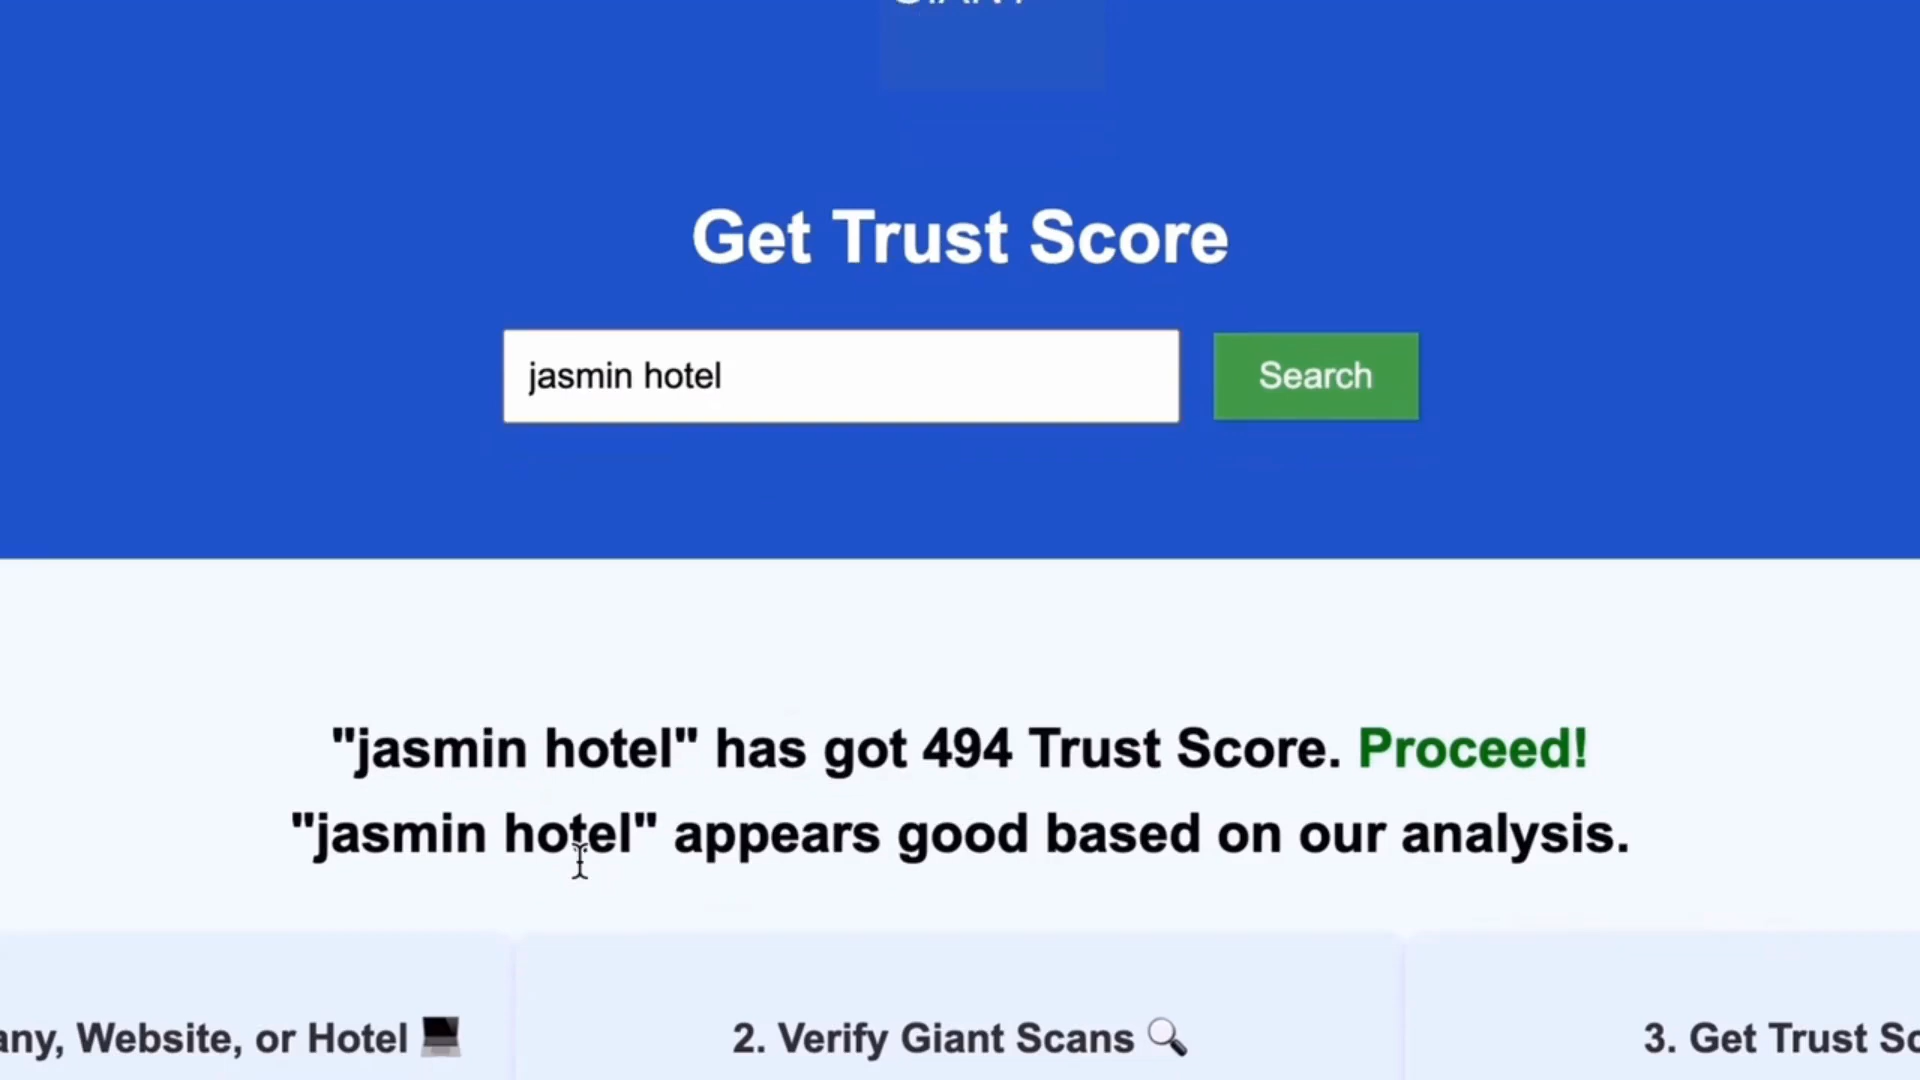 Get Trust Score
jasmin hotel
Search
"jasmin hotel" has got 494 Trust Score. Proceed!
"jasmin hotel" appears good based on our analysis.
any, Website, or Hotel 💻
2. Verify Giant Scans 🔍
3. Get Trust Sc